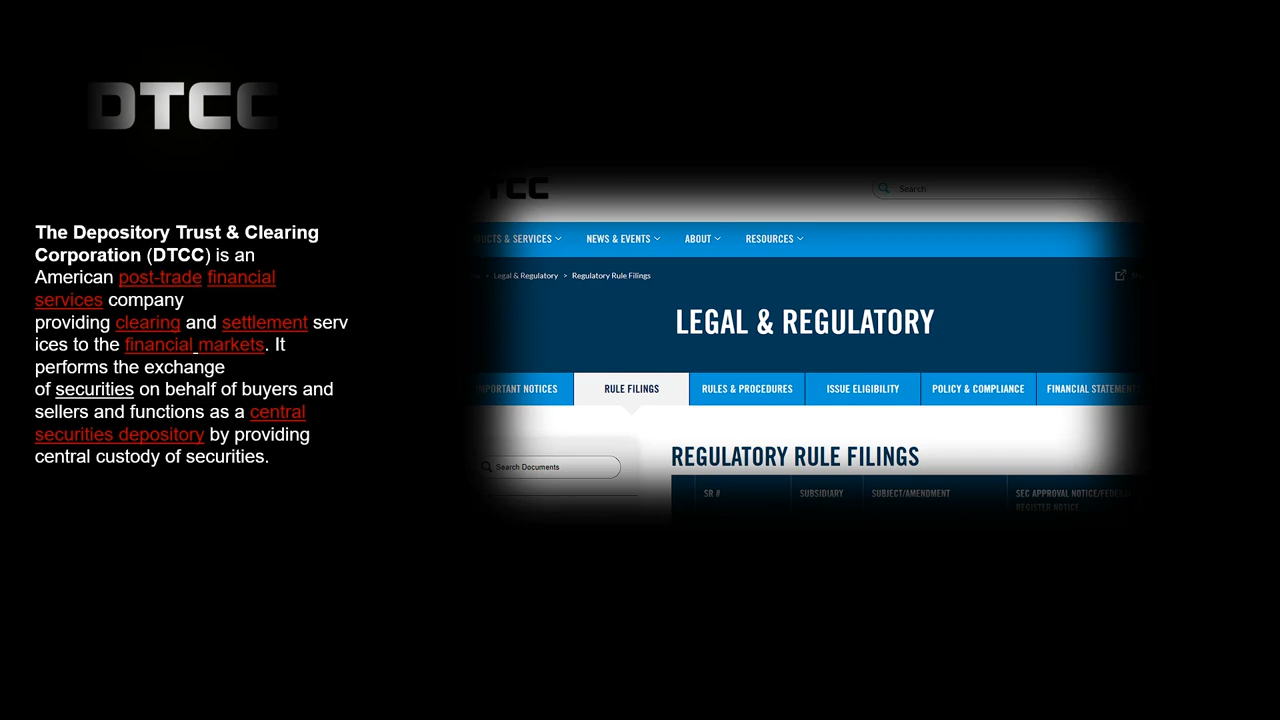 DTCC
The Depository Trust & Clearing
Corporation (DTCC) is an
American post-trade financial
services company
providing clearing and settlement serv
ices to the financial markets. It
performs the exchange
of securities on behalf of buyers and
sellers and functions as a central
securities depository by providing
central custody of securities.
TCC
Search
DUCTS & SERVICES NEWS & EVENTS ABOUT RESOURCES
Legal & Regulatory > Regulatory Rule Filings
LEGAL & REGULATORY
IMPORTANT NOTICES RULE FILINGS RULES & PROCEDURES ISSUE ELIGIBILITY POLICY & COMPLIANCE FINANCIAL STATEMENT
REGULATORY RULE FILINGS
Search Documents
SR # SUBSIDIARY SUBJECT/AMENDMENT SEC APPROVAL NOTICE/FEDERAL
REGISTER NOTICE